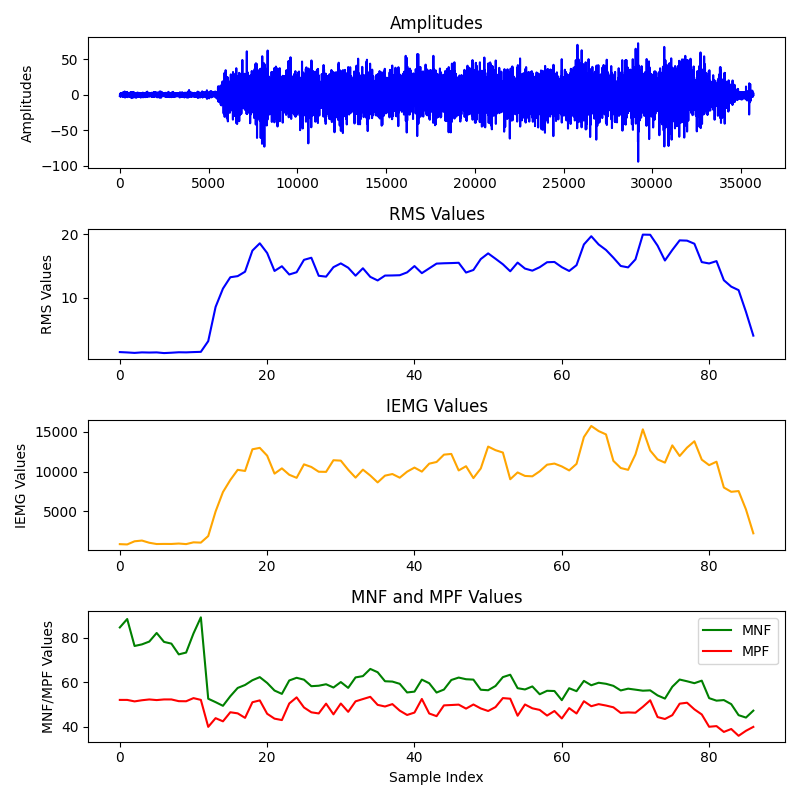 Amplitudes
Amplitudes
50
0
−50
−100
0 5000 10000 15000 20000 25000 30000 35000
RMS Values
RMS Values
20
10
0 20 40 60 80
IEMG Values
IEMG Values
15000
10000
5000
0 20 40 60 80
MNF and MPF Values
MNF/MPF Values
80
60
40
MNF
MPF
0 20 40 60 80
Sample Index